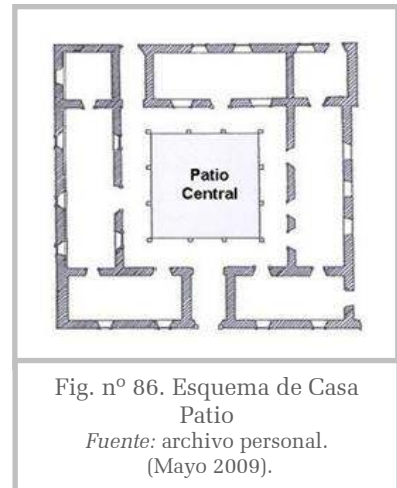 Patio
Central
Fig. nº 86. Esquema de Casa
Patio
Fuente: archivo personal.
(Mayo 2009).